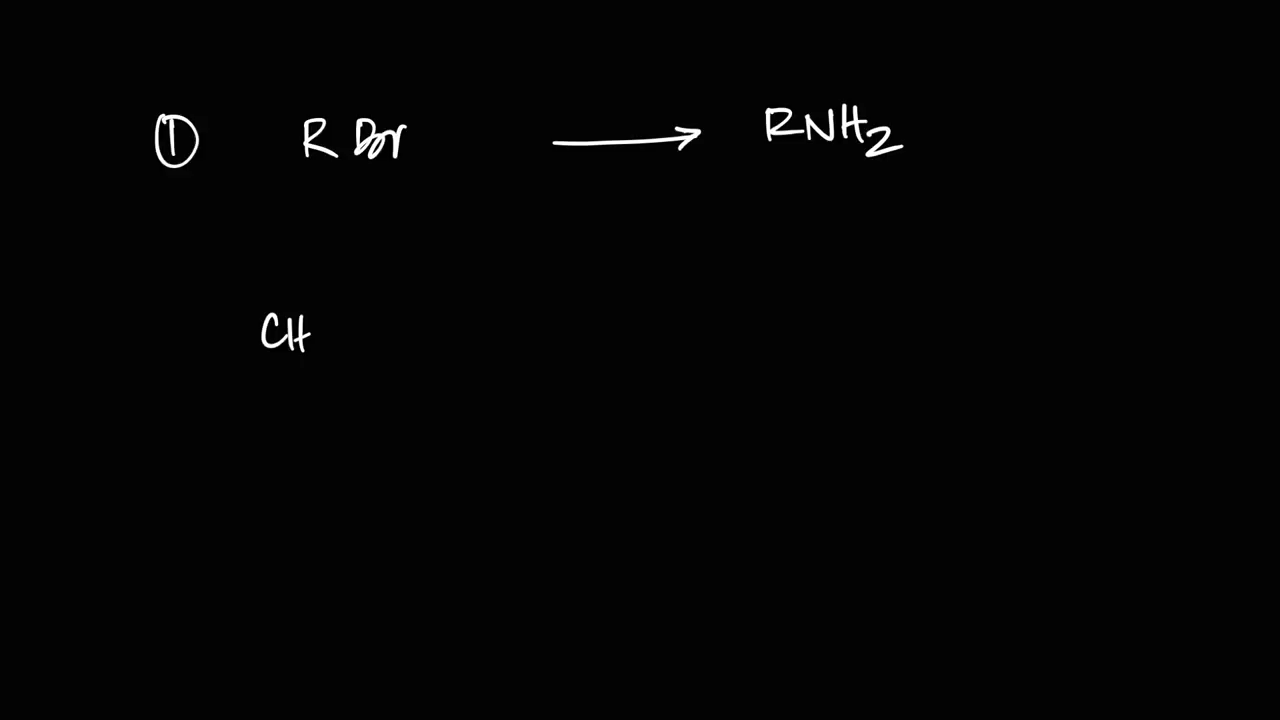 ① R Br → RNH₂
CH